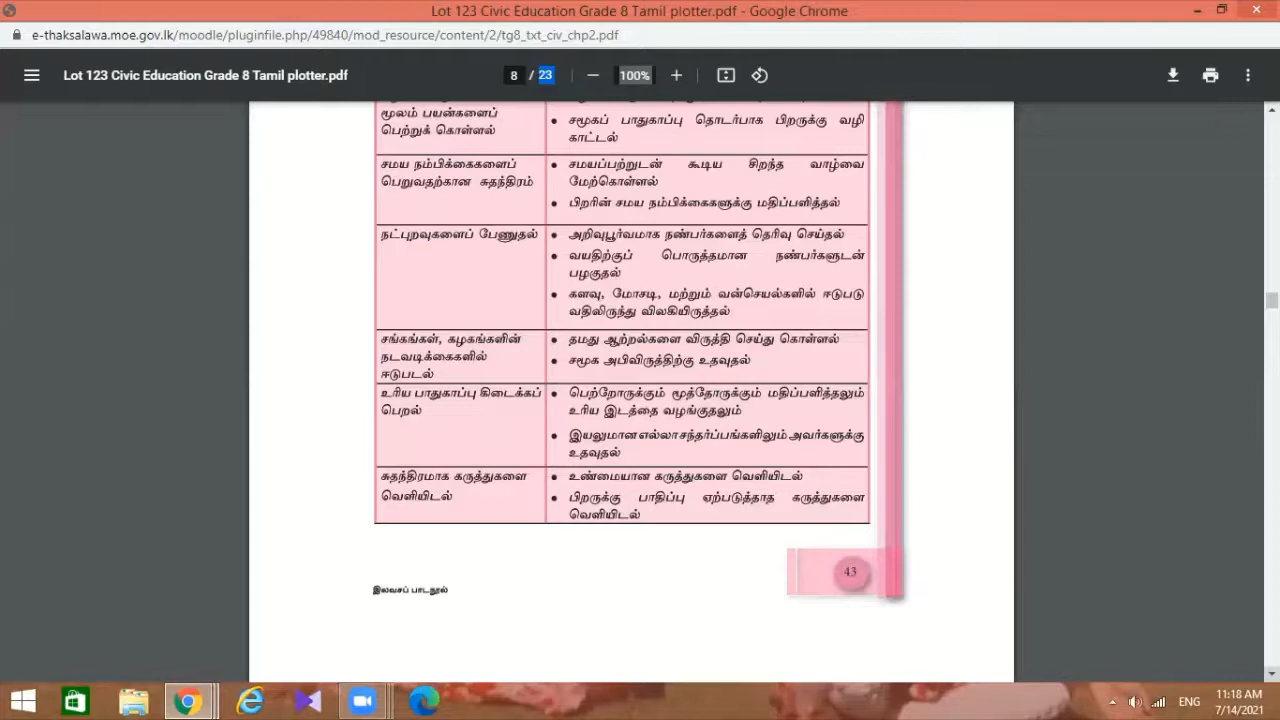 Lot 123 Civic Education Grade 8 Tamil plotter.pdf - Google Chrome
e-thaksalawa.moe.gov.lk/moodle/pluginfile.php/49840/mod_resource/content/2/tg8_txt_civ_chp2.pdf
Lot 123 Civic Education Grade 8 Tamil plotter.pdf
8 / 23
100%
மூலம் பயன்களைப்
பெற்றுக் கொள்ளல்
• சமூகப் பாதுகாப்பு தொடர்பாக பிறருக்கு வழி
காட்டல்
சமய நம்பிக்கைகளைப்
பெறுவதற்கான சுதந்திரம்
• சமயப்பற்றுடன் கூடிய சிறந்த வாழ்வை
மேற்கொள்ளல்
• பிறரின் சமய நம்பிக்கைகளுக்கு மதிப்பளித்தல்
நட்புறவுகளைப் பேணுதல்
• அறிவுபூர்வமாக நண்பர்களைத் தெரிவு செய்தல்
• வயதிற்குப் பொருத்தமான நண்பர்களுடன்
பழகுதல்
• களவு, மோசடி, மற்றும் வன்செயல்களில் ஈடுபடு
வதிலிருந்து விலகியிருத்தல்
சங்கங்கள், கழகங்களின்
நடவடிக்கைகளில்
ஈடுபடல்
• தமது ஆற்றல்களை விருத்தி செய்து கொள்ளல்
• சமூக அபிவிருத்திற்கு உதவுதல்
உரிய பாதுகாப்பு கிடைக்கப்
பெறல்
• பெற்றோருக்கும் மூத்தோருக்கும் மதிப்பளித்தலும்
உரிய இடத்தை வழங்குதலும்
• இயலுமான எல்லா சந்தர்ப்பங்களிலும் அவர்களுக்கு
உதவுதல்
சுதந்திரமாக கருத்துகளை
வெளியிடல்
• உண்மையான கருத்துகளை வெளியிடல்
• பிறருக்கு பாதிப்பு ஏற்படுத்தாத கருத்துகளை
வெளியிடல்
43
இலவசப் பாடநூல்
ENG
11:18 AM
7/14/2021